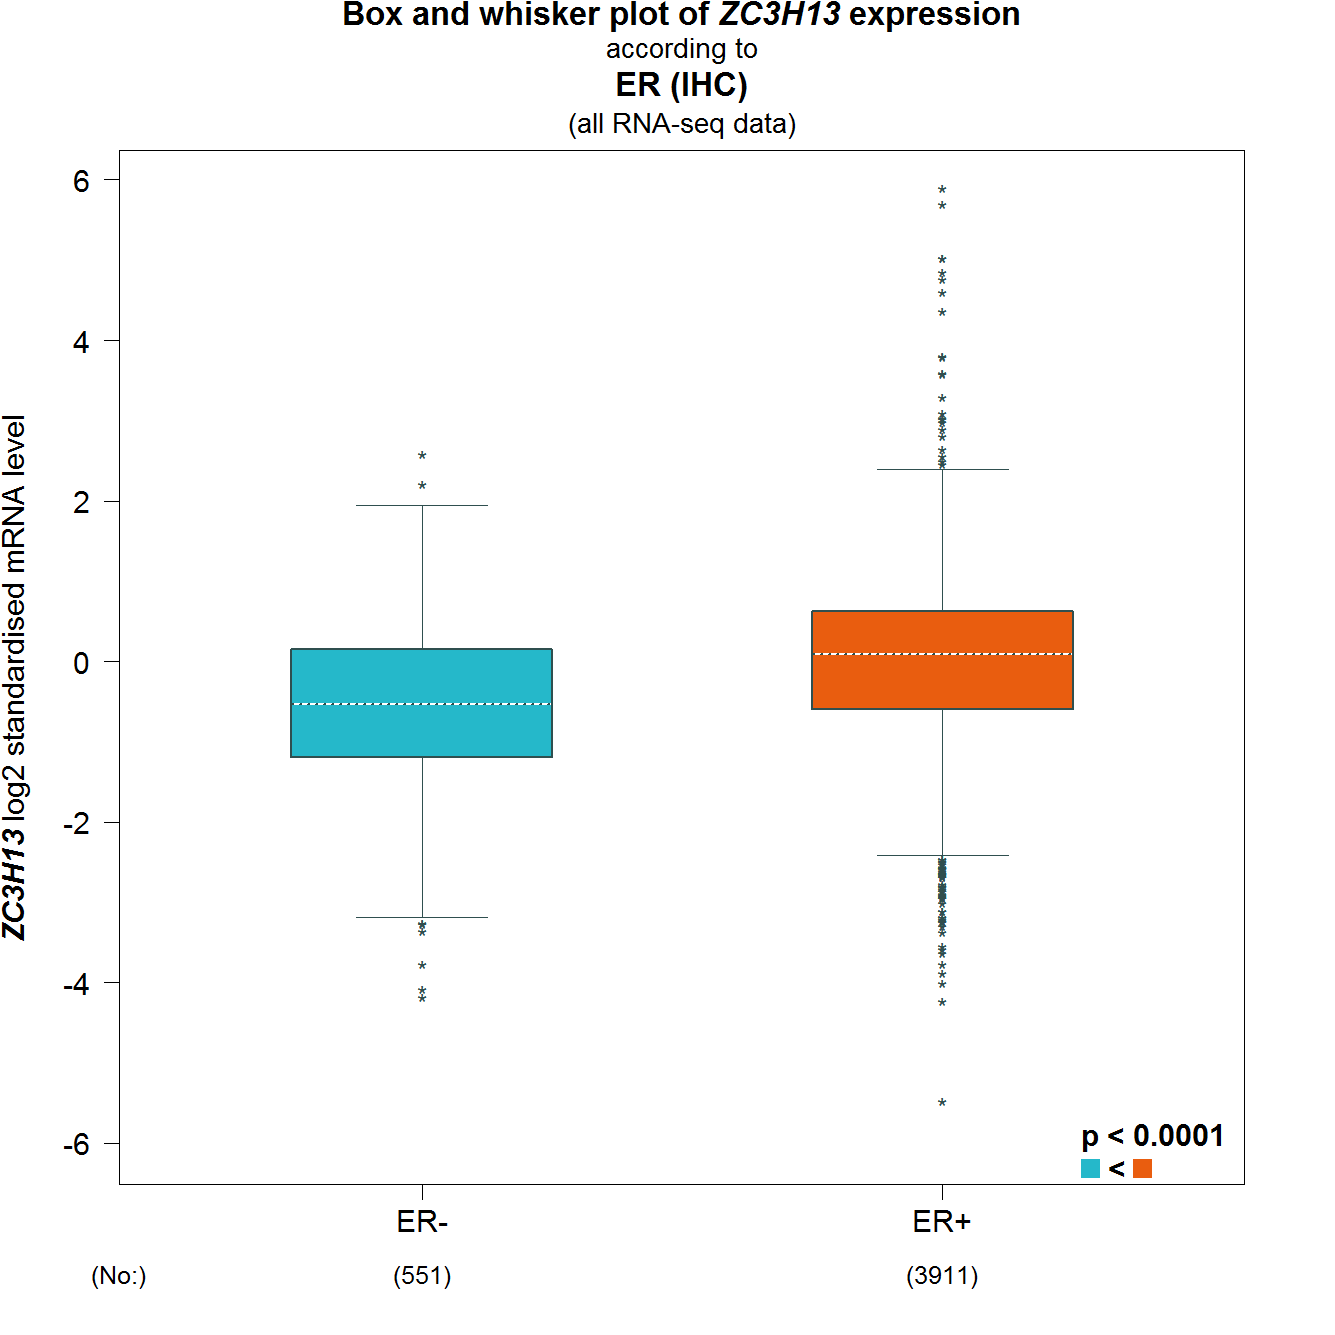 Box and whisker plot of ZC3H13 expression
according to
ER (IHC)
(all RNA-seq data)
ZC3H13 log2 standardised mRNA level
6
4
2
0
-2
-4
-6
p < 0.0001
<
ER- ER+
(No:) (551) (3911)